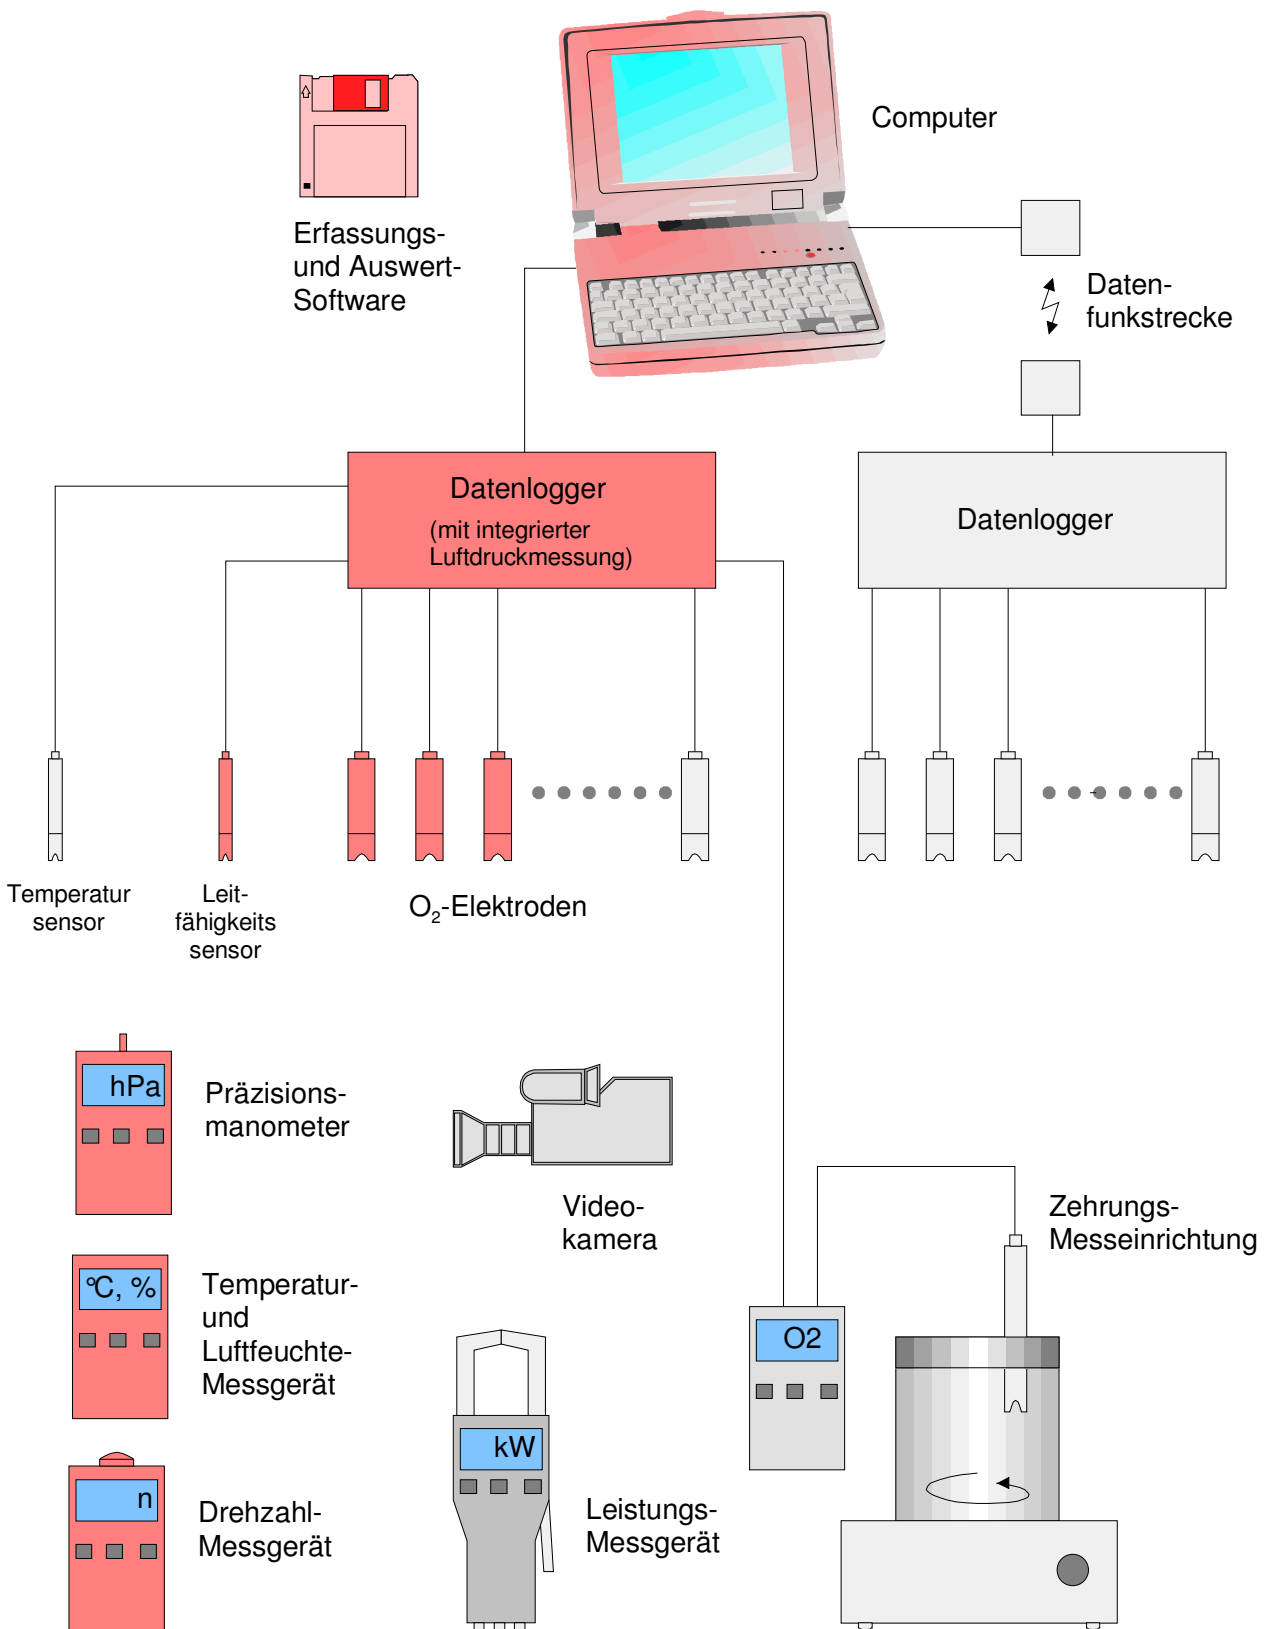 Computer
Erfassungs-
und Auswert-
Software
Daten-
funkstrecke
Datenlogger
(mit integrierter
Luftdruckmessung)
Datenlogger
Temperatur
sensor
Leit-
fähigkeits
sensor
O₂-Elektroden
hPa
Präzisions-
manometer
Video-
kamera
Zehrungs-
Messeinrichtung
°C, %
Temperatur-
und
Luftfeuchte-
Messgerät
O2
kW
n
Drehzahl-
Messgerät
Leistungs-
Messgerät